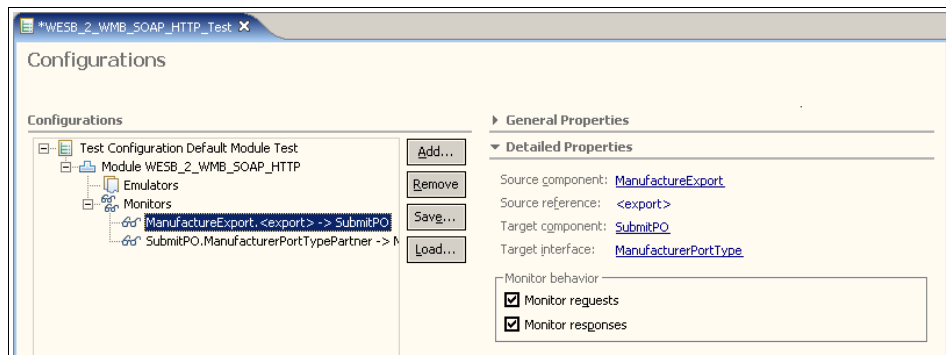 *WESB_2_WMB_SOAP_HTTP_Test
Configurations
Configurations
Test Configuration Default Module Test
Module WESB_2_WMB_SOAP_HTTP
Emulators
Monitors
ManufactureExport.<export> -> SubmitPO
SubmitPO.ManufacturerPortTypePartner -> M
Add...
Remove
Save...
Load...
General Properties
Detailed Properties
Source component: ManufactureExport
Source reference: <export>
Target component: SubmitPO
Target interface: ManufacturerPortType
Monitor behavior
Monitor requests
Monitor responses